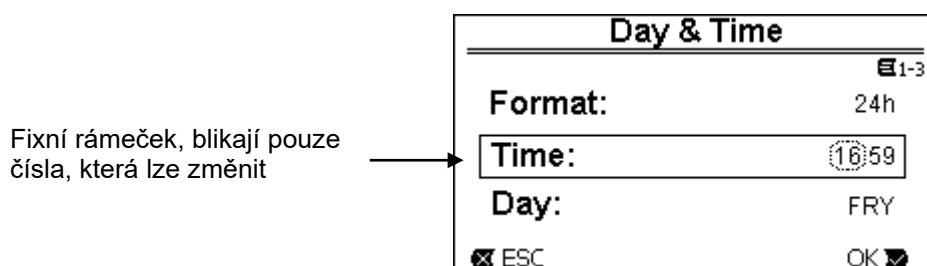 Day & Time
1-3
Format: 24h
Fixní rámeček, blikají pouze
čísla, která lze změnit
Time: 16:59
Day: FRY
ESC OK